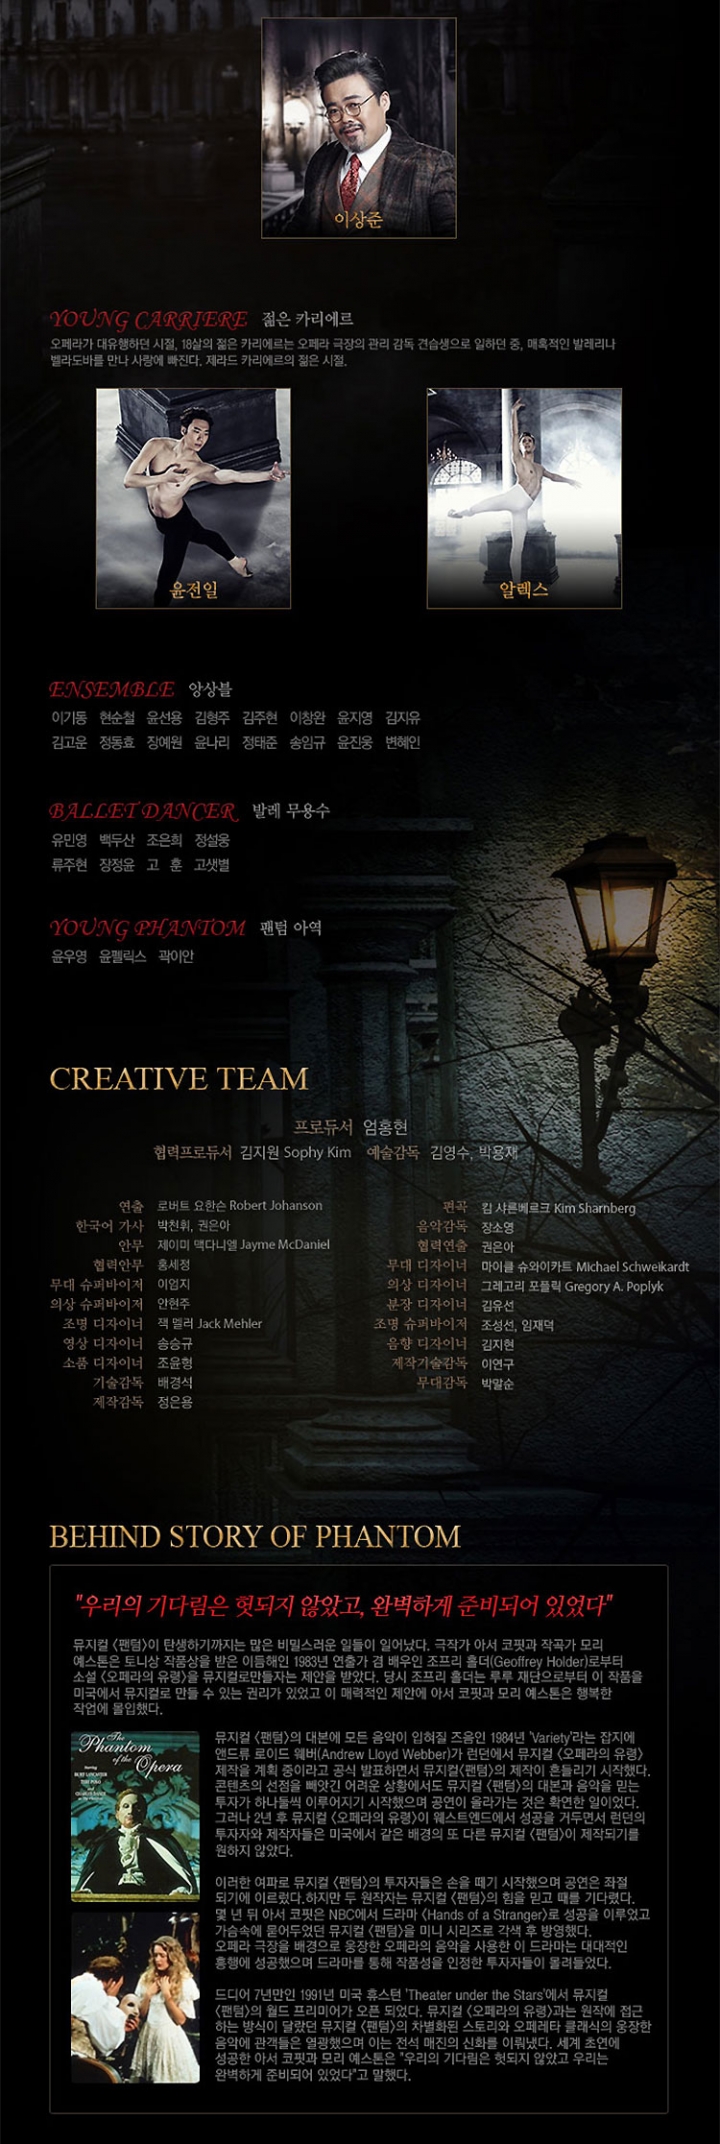 이상준
YOUNG CARRIERE 젊은 카리에르
오페라가 대유행하던 시절, 18살의 젊은 카리에르는 오페라 극장의 관리 감독 견습생으로 일하던 중, 매혹적인 발레리나
벨라도바를 만나 사랑에 빠진다. 제라드 카리에르의 젊은 시절.
윤전일 알렉스
ENSEMBLE 앙상블
이기동 현순철 윤선용 김형주 김주현 이창완 윤지영 김지유
김고운 정동효 장예원 윤나리 정태준 송임규 윤진웅 변혜인
BALLET DANCER 발레 무용수
유민영 백두산 조은희 정설웅
류주현 장정윤 고 훈 고샛별
YOUNG PHANTOM 팬텀 아역
윤우영 윤펠릭스 곽이안
CREATIVE TEAM
프로듀서 엄홍현
협력프로듀서 김지원 Sophy Kim 예술감독 김영수, 박용재
연출 로버트 요한슨 Robert Johanson
한국어 가사 박천휘, 권은아
안무 제이미 맥다니엘 Jayme McDaniel
협력안무 홍세정
무대 슈퍼바이저 이엄지
의상 슈퍼바이저 안현주
조명 디자이너 잭 멜러 Jack Mehler
영상 디자이너 송승규
소품 디자이너 조윤형
기술감독 배경석
제작감독 정은용
편곡 킴 샤른베르크 Kim Sharnberg
음악감독 장소영
협력연출 권은아
무대 디자이너 마이클 슈와이카트 Michael Schweikardt
의상 디자이너 그레고리 포플릭 Gregory A. Poplyk
분장 디자이너 김유선
조명 슈퍼바이저 조성선, 임재덕
음향 디자이너 김지현
제작기술감독 이연구
무대감독 박말순
BEHIND STORY OF PHANTOM
"우리의 기다림은 헛되지 않았고, 완벽하게 준비되어 있었다"
뮤지컬 〈팬텀〉이 탄생하기까지는 많은 비밀스러운 일들이 일어났다. 극작가 아서 코핏과 작곡가 모리
예스톤은 토니상 작품상을 받은 이듬해인 1983년 연출가 겸 배우인 조프리 홀더(Geoffrey Holder)로부터
소설 〈오페라의 유령〉을 뮤지컬로만들자는 제안을 받았다. 당시 조프리 홀더는 루루 재단으로부터 이 작품을
미국에서 뮤지컬로 만들 수 있는 권리가 있었고 이 매력적인 제안에 아서 코핏과 모리 예스톤은 행복한
작업에 몰입했다.
The Phantom of the Opera
뮤지컬 〈팬텀〉의 대본에 모든 음악이 입혀질 즈음인 1984년 'Variety'라는 잡지에
앤드류 로이드 웨버(Andrew Lloyd Webber)가 런던에서 뮤지컬 〈오페라의 유령〉
제작을 계획 중이라고 공식 발표하면서 뮤지컬〈팬텀〉의 제작이 흔들리기 시작했다.
콘텐츠의 선점을 빼앗긴 어려운 상황에서도 뮤지컬 〈팬텀〉의 대본과 음악을 믿는
투자가 하나둘씩 이루어지기 시작했으며 공연이 올라가는 것은 확연한 일이었다.
그러나 2년 후 뮤지컬 〈오페라의 유령〉이 웨스트엔드에서 성공을 거두면서 런던의
투자자와 제작자들은 미국에서 같은 배경의 또 다른 뮤지컬 〈팬텀〉이 제작되기를
원하지 않았다.
이러한 여파로 뮤지컬 〈팬텀〉의 투자자들은 손을 떼기 시작했으며 공연은 좌절
되기에 이르렀다.하지만 두 원작자는 뮤지컬 〈팬텀〉의 힘을 믿고 때를 기다렸다.
몇 년 뒤 아서 코핏은 NBC에서 드라마 〈Hands of a Stranger〉로 성공을 이루었고
가슴속에 묻어두었던 뮤지컬 〈팬텀〉을 미니 시리즈로 각색 후 방영했다.
오페라 극장을 배경으로 웅장한 오페라의 음악을 사용한 이 드라마는 대대적인
흥행에 성공했으며 드라마를 통해 작품성을 인정한 투자자들이 몰려들었다.
드디어 7년만인 1991년 미국 휴스턴 'Theater under the Stars'에서 뮤지컬
〈팬텀〉의 월드 프리미어가 오픈 되었다. 뮤지컬 〈오페라의 유령〉과는 원작에 접근
하는 방식이 달랐던 뮤지컬 〈팬텀〉의 차별화된 스토리와 오페레타 클래식의 웅장한
음악에 관객들은 열광했으며 이는 전석 매진의 신화를 이뤄냈다. 세계 초연에
성공한 아서 코핏과 모리 예스톤은 "우리의 기다림은 헛되지 않았고 우리는
완벽하게 준비되어 있었다"고 말했다.